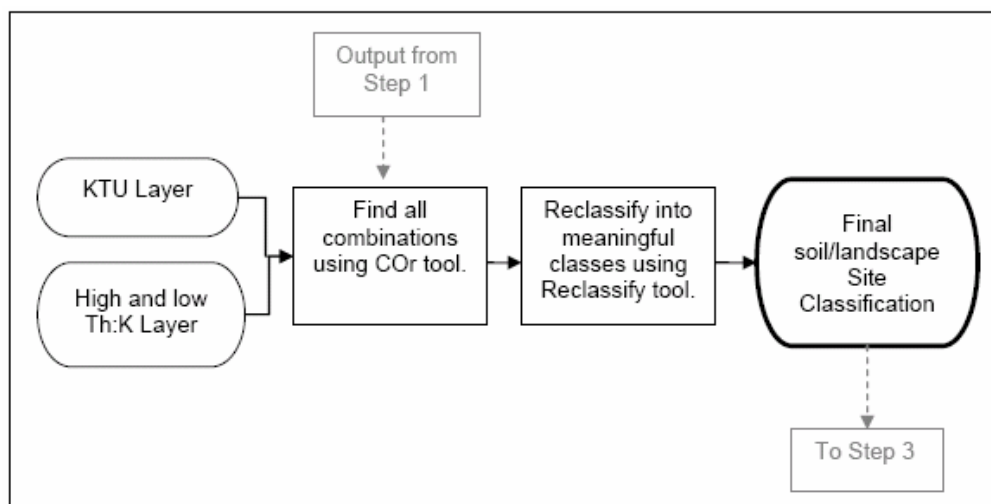 Output from
Step 1
KTU Layer
High and low
Th:K Layer
Find all
combinations
using COr tool.
Reclassify into
meaningful
classes using
Reclassify tool.
Final
soil/landscape
Site
Classification
To Step 3